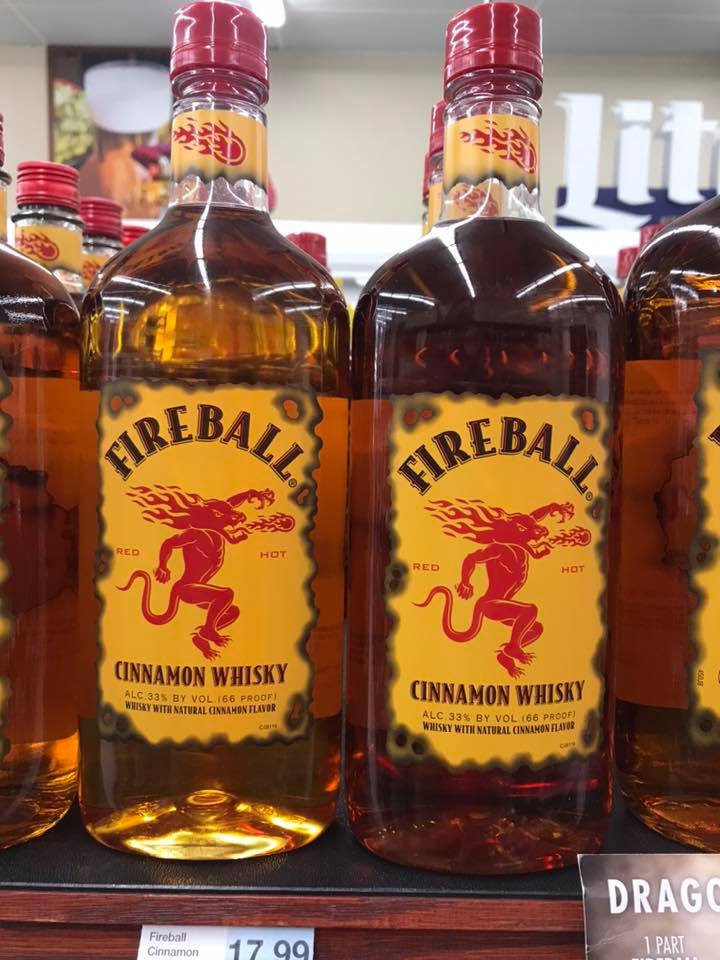 lit
FIREBALL®
RED HOT
CINNAMON WHISKY
ALC.33% BY VOL.(66 PROOF)
WHISKY WITH NATURAL CINNAMON FLAVOR
FIREBALL®
RED HOT
CINNAMON WHISKY
ALC.33% BY VOL.(66 PROOF)
WHISKY WITH NATURAL CINNAMON FLAVOR
Fireball
Cinnamon
17.99
DRAGO
1 PART